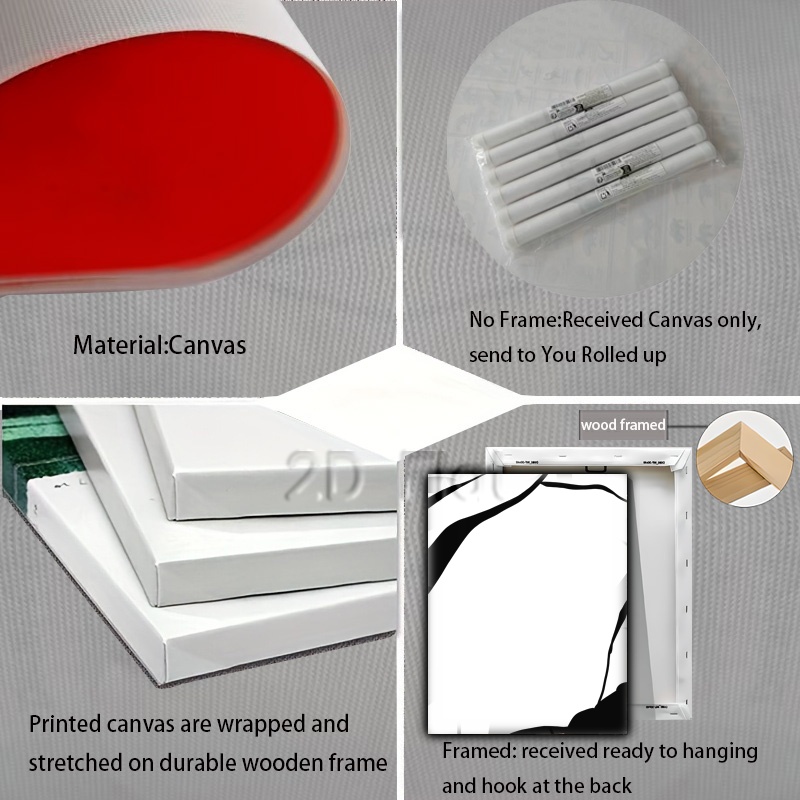 Material:Canvas
No Frame:Received Canvas only,
send to You Rolled up
wood framed
Printed canvas are wrapped and
stretched on durable wooden frame
Framed: received ready to hanging
and hook at the back